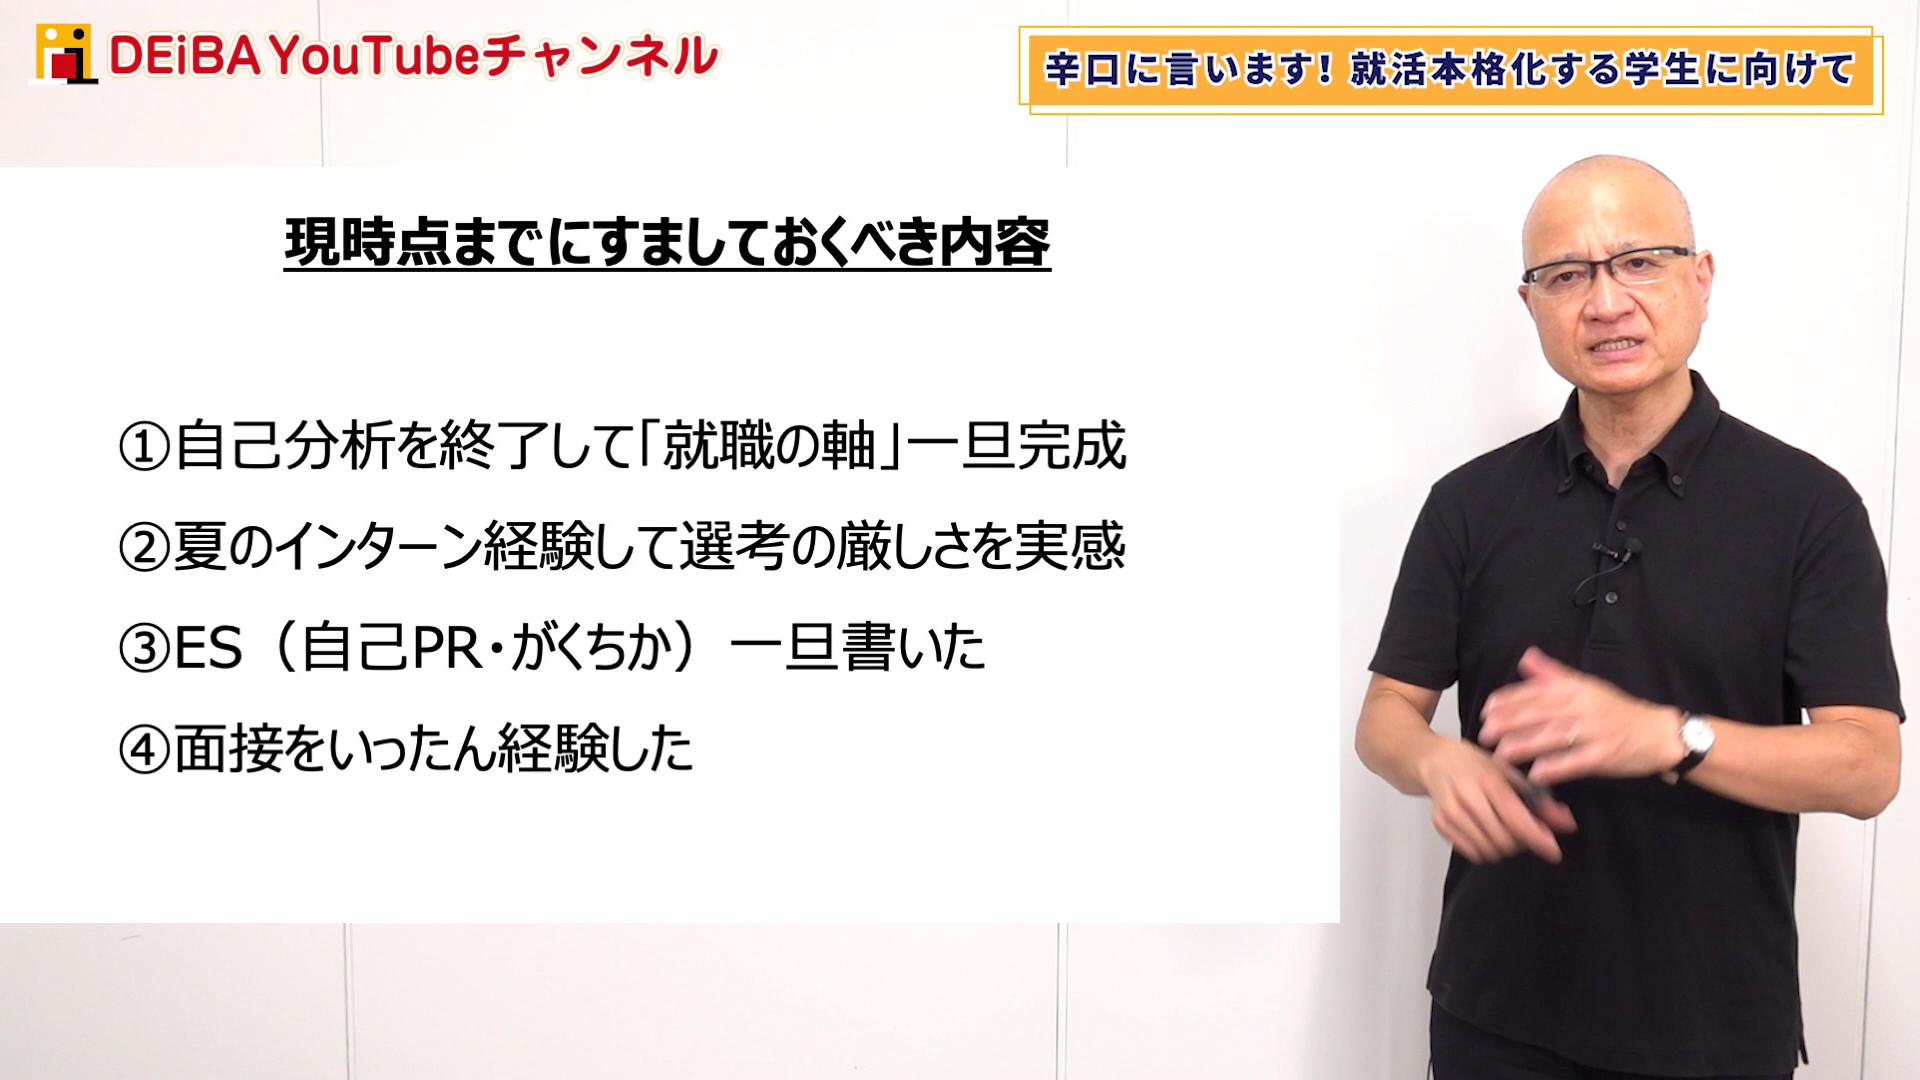 DEiBA YouTubeチャンネル
辛口に言います！就活本格化する学生に向けて
現時点までにすましておくべき内容
①自己分析を終了して「就職の軸」一旦完成
②夏のインターン経験して選考の厳しさを実感
③ES（自己PR・がくちか）一旦書いた
④面接をいったん経験した